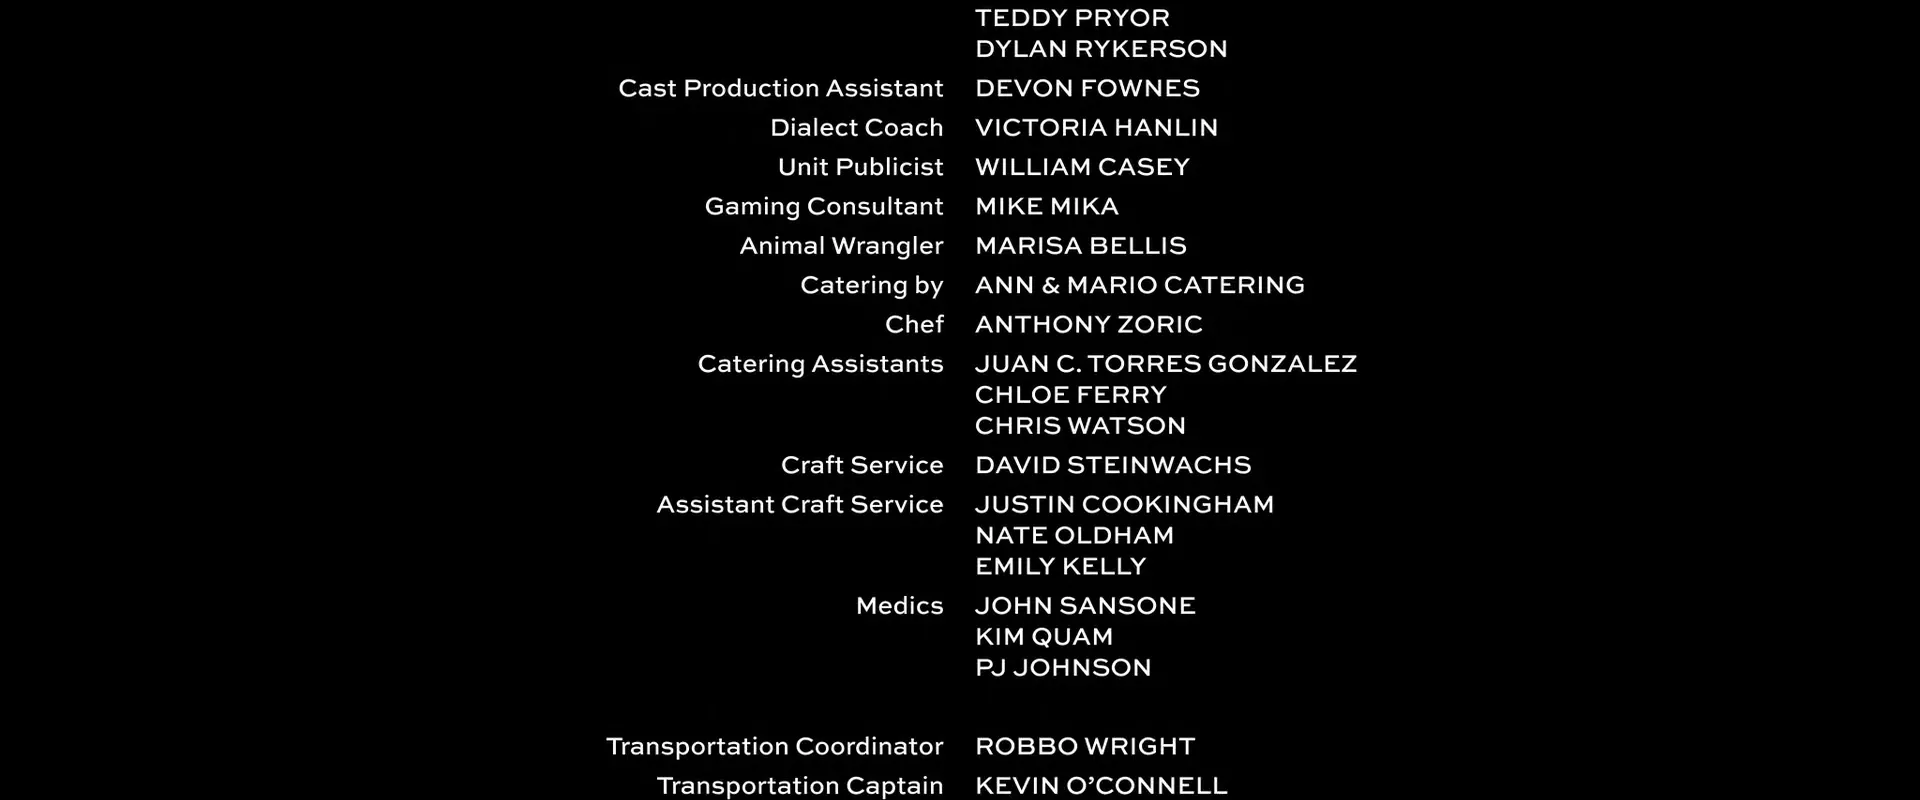 TEDDY PRYOR
DYLAN RYKERSON
Cast Production Assistant DEVON FOWNES
Dialect Coach VICTORIA HANLIN
Unit Publicist WILLIAM CASEY
Gaming Consultant MIKE MIKA
Animal Wrangler MARISA BELLIS
Catering by ANN & MARIO CATERING
Chef ANTHONY ZORIC
Catering Assistants JUAN C. TORRES GONZALEZ
CHLOE FERRY
CHRIS WATSON
Craft Service DAVID STEINWACHS
Assistant Craft Service JUSTIN COOKINGHAM
NATE OLDHAM
EMILY KELLY
Medics JOHN SANSONE
KIM QUAM
PJ JOHNSON
Transportation Coordinator ROBBO WRIGHT
Transportation Captain KEVIN O’CONNELL